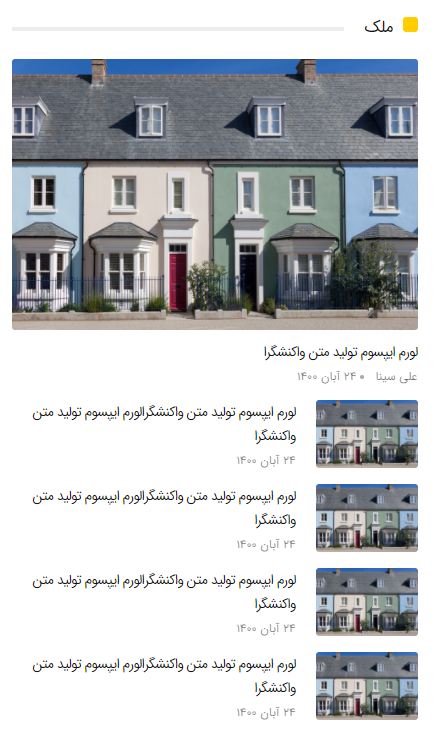 ملک
لورم ایپسوم تولید متن واکنشگرا
علی سینا • ۲۴ آبان ۱۴۰۰
لورم ایپسوم تولید متن واکنشگرالورم ایپسوم تولید متن
واکنشگرا
۲۴ آبان ۱۴۰۰
لورم ایپسوم تولید متن واکنشگرالورم ایپسوم تولید متن
واکنشگرا
۲۴ آبان ۱۴۰۰
لورم ایپسوم تولید متن واکنشگرالورم ایپسوم تولید متن
واکنشگرا
۲۴ آبان ۱۴۰۰
لورم ایپسوم تولید متن واکنشگرالورم ایپسوم تولید متن
واکنشگرا
۲۴ آبان ۱۴۰۰